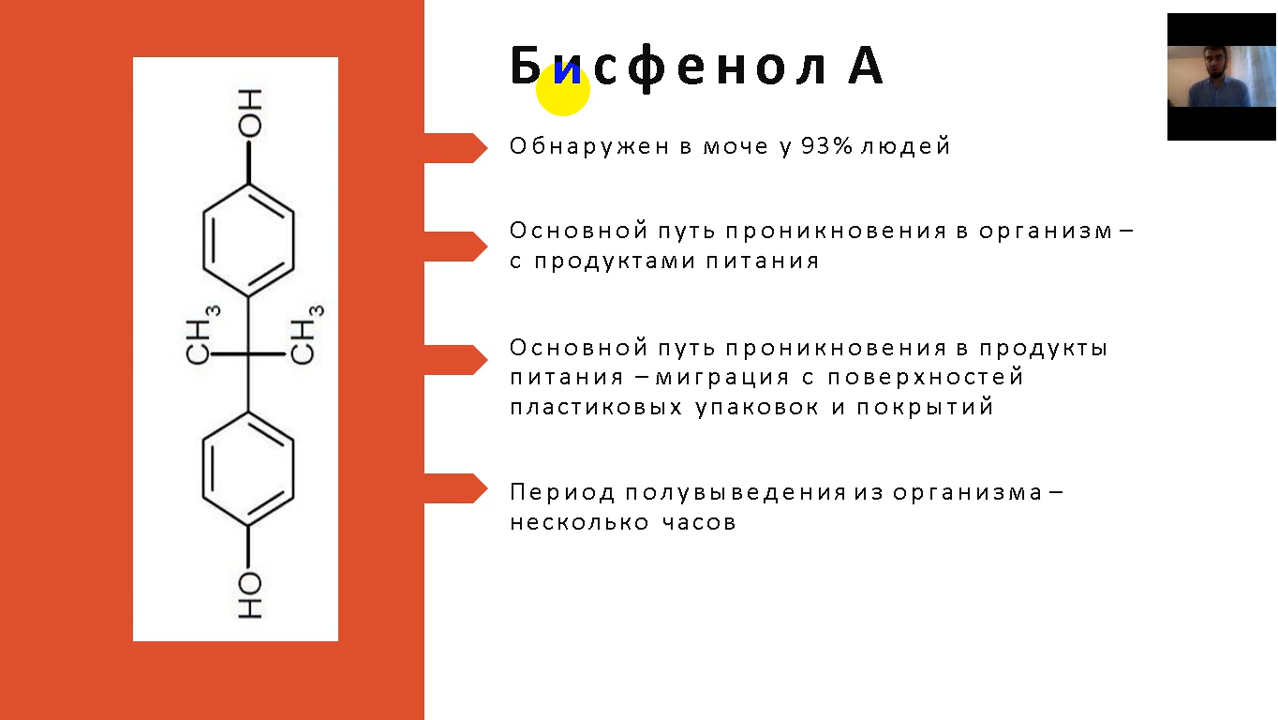 Бисфенол А
Обнаружен в моче у 93% людей
Основной путь проникновения в организм –
с продуктами питания
Основной путь проникновения в продукты
питания – миграция с поверхностей
пластиковых упаковок и покрытий
Период полувыведения из организма –
несколько часов
OH
CH3
CH3
HO